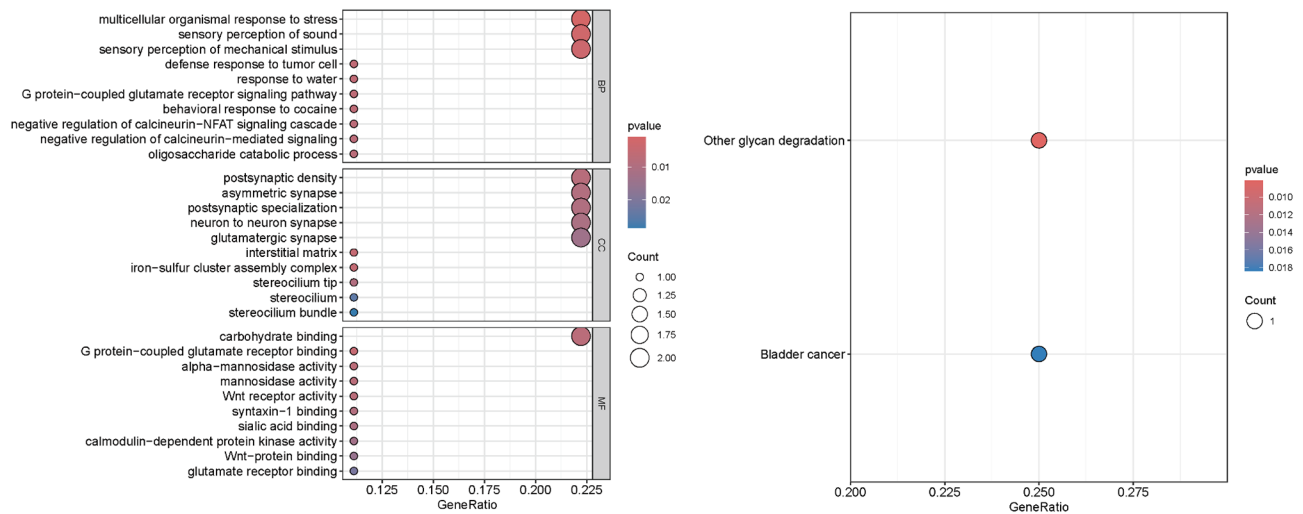 multicellular organismal response to stress
sensory perception of sound
sensory perception of mechanical stimulus
defense response to tumor cell
response to water
G protein−coupled glutamate receptor signaling pathway
behavioral response to cocaine
negative regulation of calcineurin−NFAT signaling cascade
negative regulation of calcineurin−mediated signaling
oligosaccharide catabolic process
BP
postsynaptic density
asymmetric synapse
postsynaptic specialization
neuron to neuron synapse
glutamatergic synapse
interstitial matrix
iron−sulfur cluster assembly complex
stereocilium tip
stereocilium
stereocilium bundle
CC
carbohydrate binding
G protein−coupled glutamate receptor binding
alpha−mannosidase activity
mannosidase activity
Wnt receptor activity
syntaxin−1 binding
sialic acid binding
calmodulin−dependent protein kinase activity
Wnt−protein binding
glutamate receptor binding
MF
0.125 0.150 0.175 0.200 0.225
GeneRatio
pvalue
0.01
0.02
Count
1.00
1.25
1.50
1.75
2.00
Other glycan degradation
Bladder cancer
0.200 0.225 0.250 0.275
GeneRatio
pvalue
0.010
0.012
0.014
0.016
0.018
Count
1